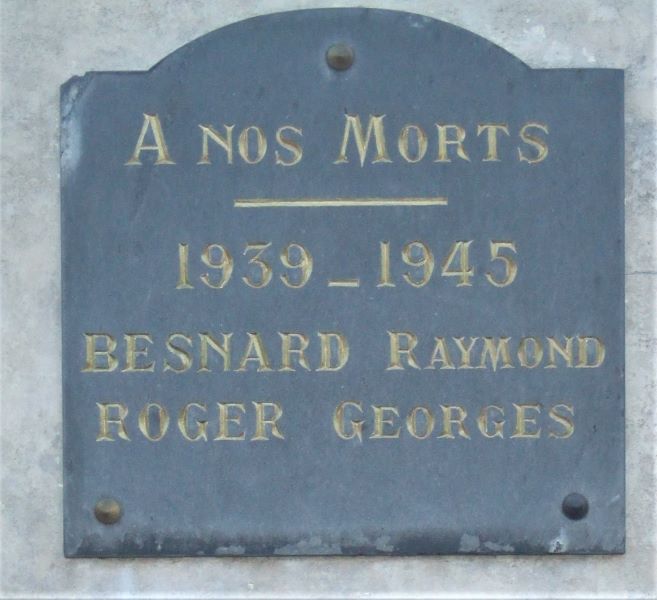 A NOS MORTS
1939_1945
BESNARD RAYMOND
ROGER GEORGES